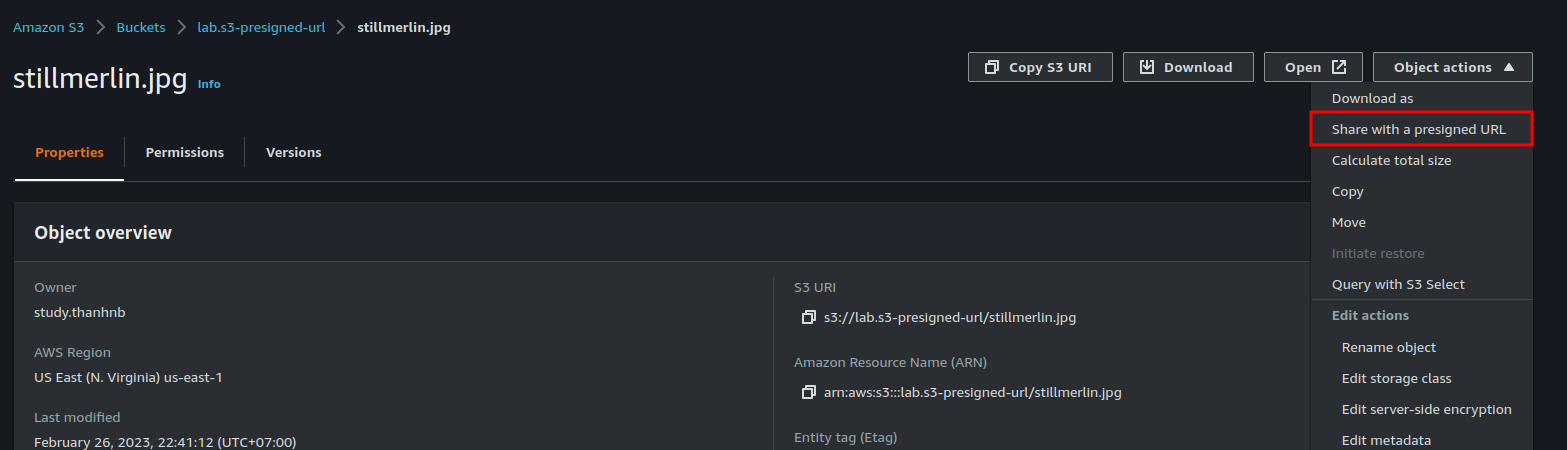 Amazon S3 > Buckets > lab.s3-presigned-url > stillmerlin.jpg
stillmerlin.jpg Info
Copy S3 URI Download Open Object actions
Download as
Share with a presigned URL
Calculate total size
Copy
Move
Initiate restore
Query with S3 Select
Edit actions
Rename object
Edit storage class
Edit server-side encryption
Edit metadata
Properties Permissions Versions
Object overview
Owner
study.thanhnb
AWS Region
US East (N. Virginia) us-east-1
Last modified
February 26, 2023, 22:41:12 (UTC+07:00)
S3 URI
s3://lab.s3-presigned-url/stillmerlin.jpg
Amazon Resource Name (ARN)
arn:aws:s3:::lab.s3-presigned-url/stillmerlin.jpg
Entity tag (Etag)